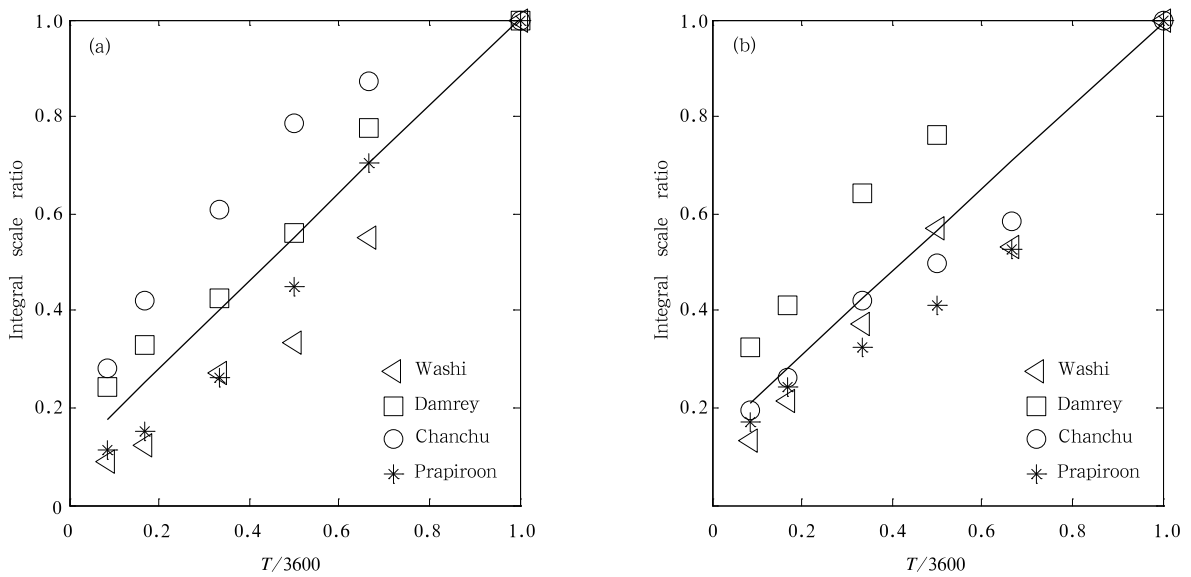 (a)
1.0
0.8
0.6
0.4
0.2
0
Integral scale ratio
Washi
Damrey
Chanchu
Prapiroon
0 0.2 0.4 0.6 0.8 1.0
T/3600
(b)
1.0
0.8
0.6
0.4
0.2
Integral scale ratio
Washi
Damrey
Chanchu
Prapiroon
0 0.2 0.4 0.6 0.8 1.0
T/3600